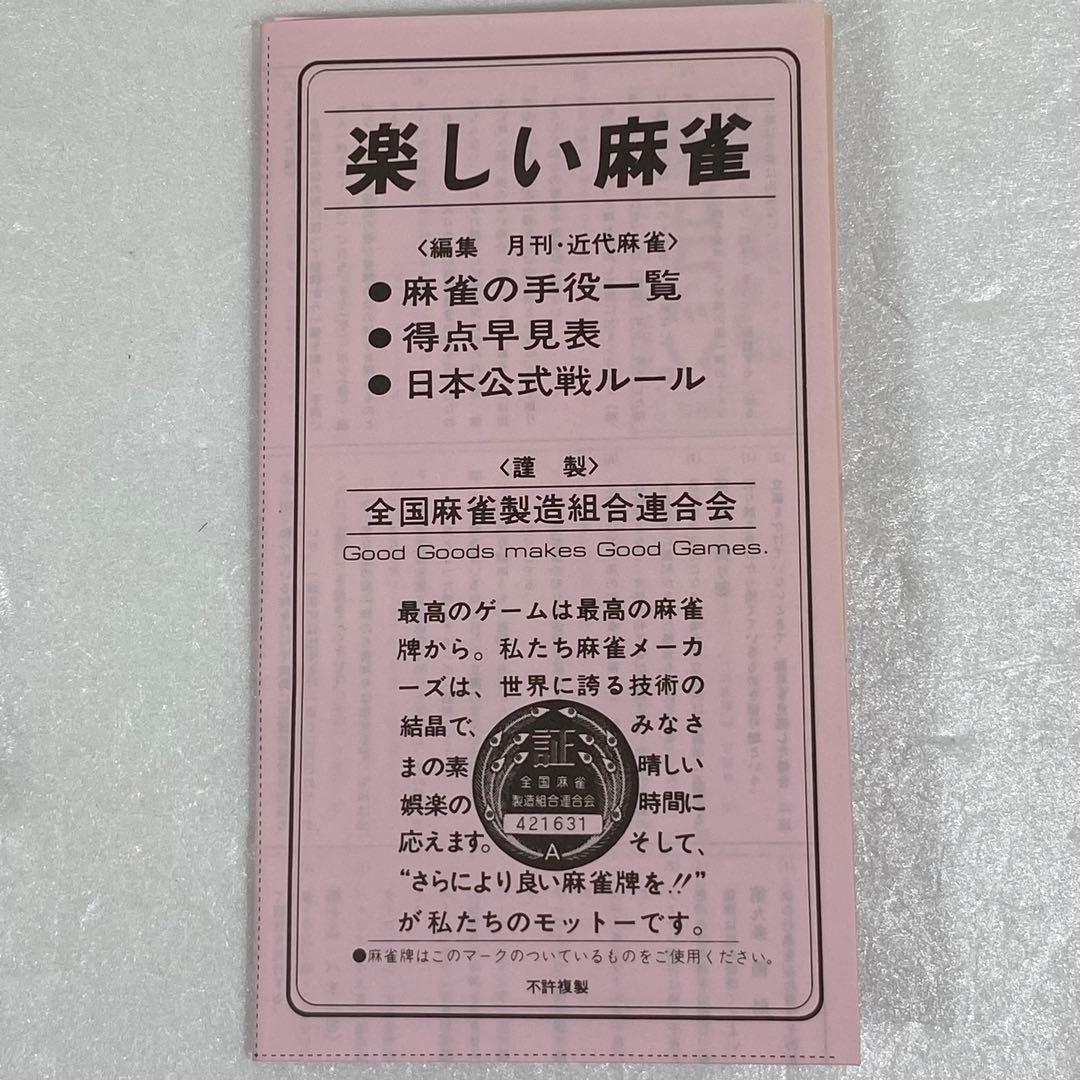 楽しい麻雀
〈編集　月刊・近代麻雀〉
●麻雀の手役一覧
●得点早見表
●日本公式戦ルール
〈謹　製〉
全国麻雀製造組合連合会
Good Goods makes Good Games.
最高のゲームは最高の麻雀
牌から。私たち麻雀メーカ
ーズは、世界に誇る技術の
結晶で、みなさ
まの素晴しい
娯楽の時間に
応えます。そして、
“さらにより良い麻雀牌を!!”
が私たちのモットーです。
証
全国麻雀
製造組合連合会
421631
A
●麻雀牌はこのマークのついているものをご使用ください。
不許複製